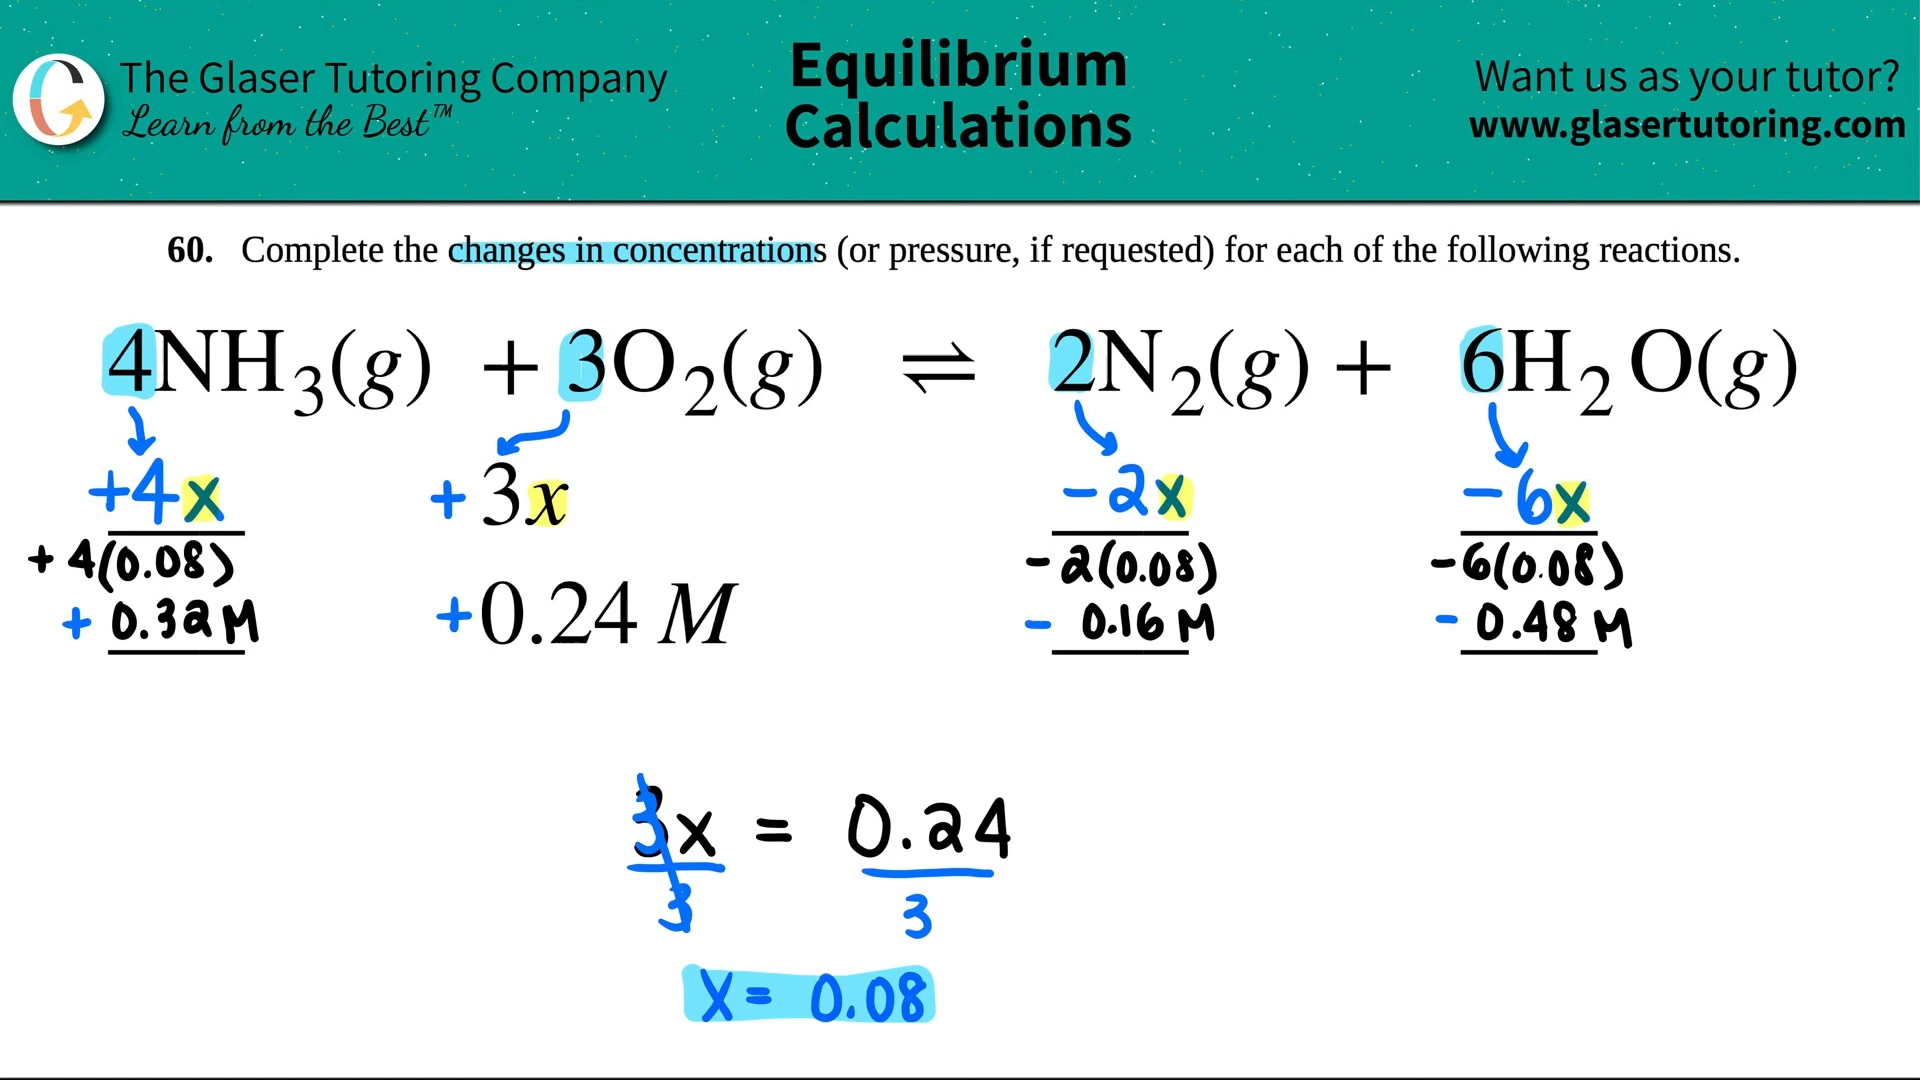 The Glaser Tutoring Company
Learn from the Best™
Equilibrium
Calculations
Want us as your tutor?
www.glasertutoring.com
60. Complete the changes in concentrations (or pressure, if requested) for each of the following reactions.
4NH₃(g) + 3O₂(g) ⇌ 2N₂(g) + 6H₂O(g)
+4x + 3x -2x -6x
+ 4(0.08) -2(0.08) -6(0.08)
+ 0.32M +0.24 M - 0.16 M - 0.48 M
3x = 0.24
3 3
x = 0.08